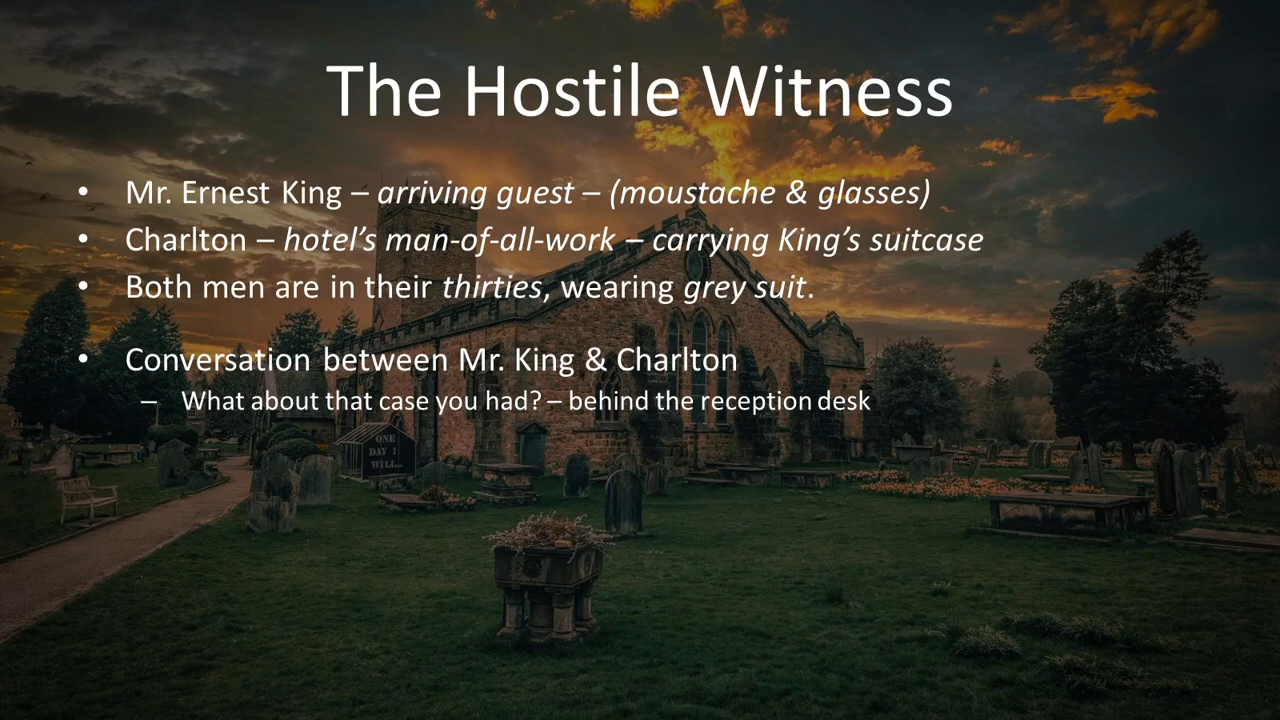 The Hostile Witness
• Mr. Ernest King – arriving guest – (moustache & glasses)
• Charlton – hotel’s man-of-all-work – carrying King’s suitcase
• Both men are in their thirties, wearing grey suit.
• Conversation between Mr. King & Charlton
– What about that case you had? – behind the reception desk
ONE
DAY I
WILL...